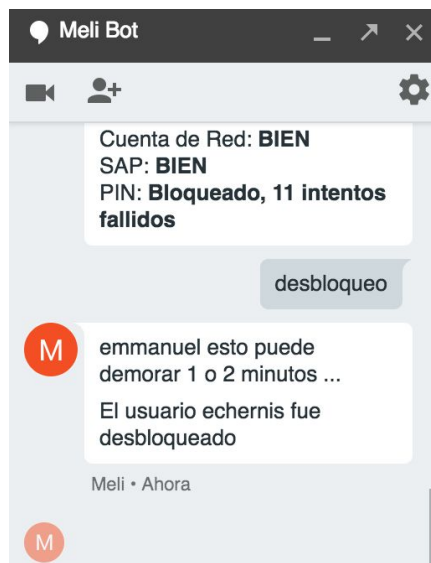 Meli Bot
Cuenta de Red: BIEN
SAP: BIEN
PIN: Bloqueado, 11 intentos
fallidos
desbloqueo
M
emmanuel esto puede
demorar 1 o 2 minutos ...
El usuario echernis fue
desbloqueado
Meli • Ahora
M